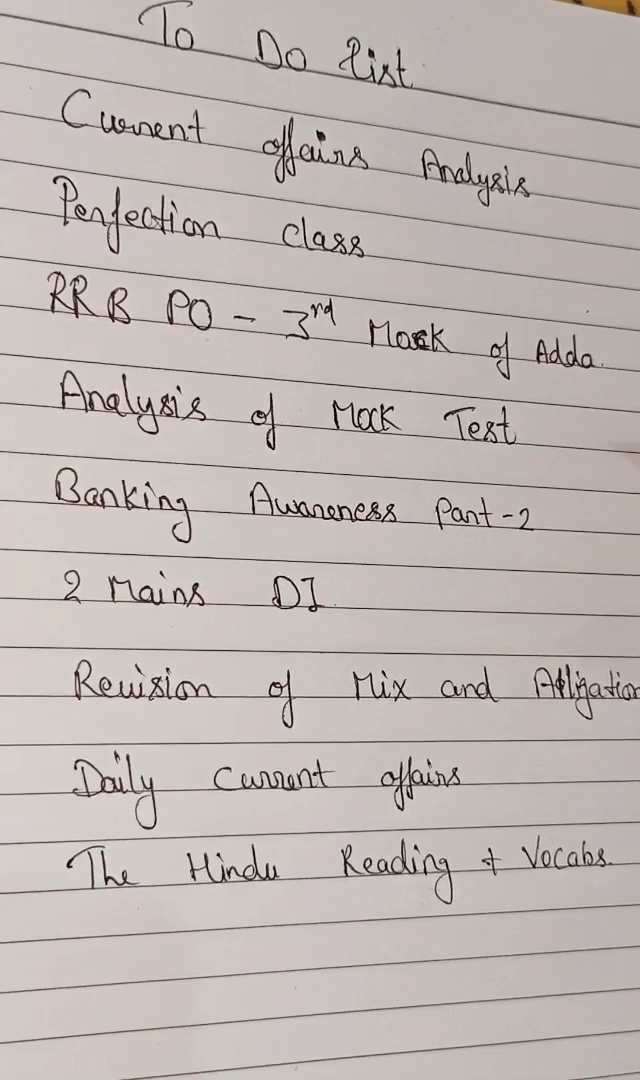 To Do list
Current affairs Analysis
Perfection class
RRB PO - 3rd Mock of Adda.
Analysis of Mock Test
Banking Awareness Part-2
2 Mains DI
Revision of Mix and Alligation
Daily Current affairs
The Hindu Reading + Vocabs.